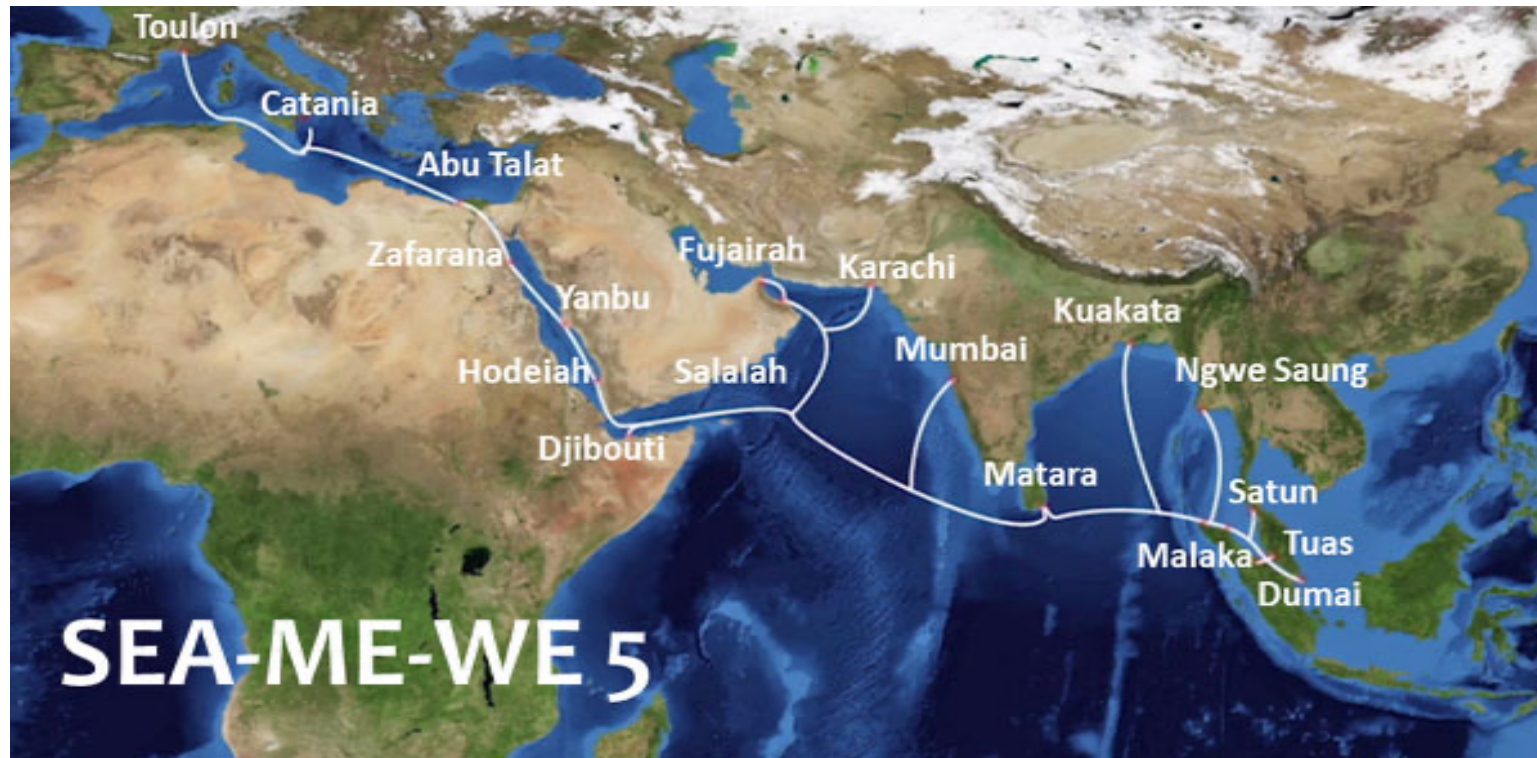 Toulon
Catania
Abu Talat
Zafarana
Fujairah
Karachi
Yanbu
Kuakata
Mumbai
Hodeiah
Salalah
Ngwe Saung
Djibouti
Matara
Satun
Tuas
Malaka
Dumai
SEA-ME-WE 5